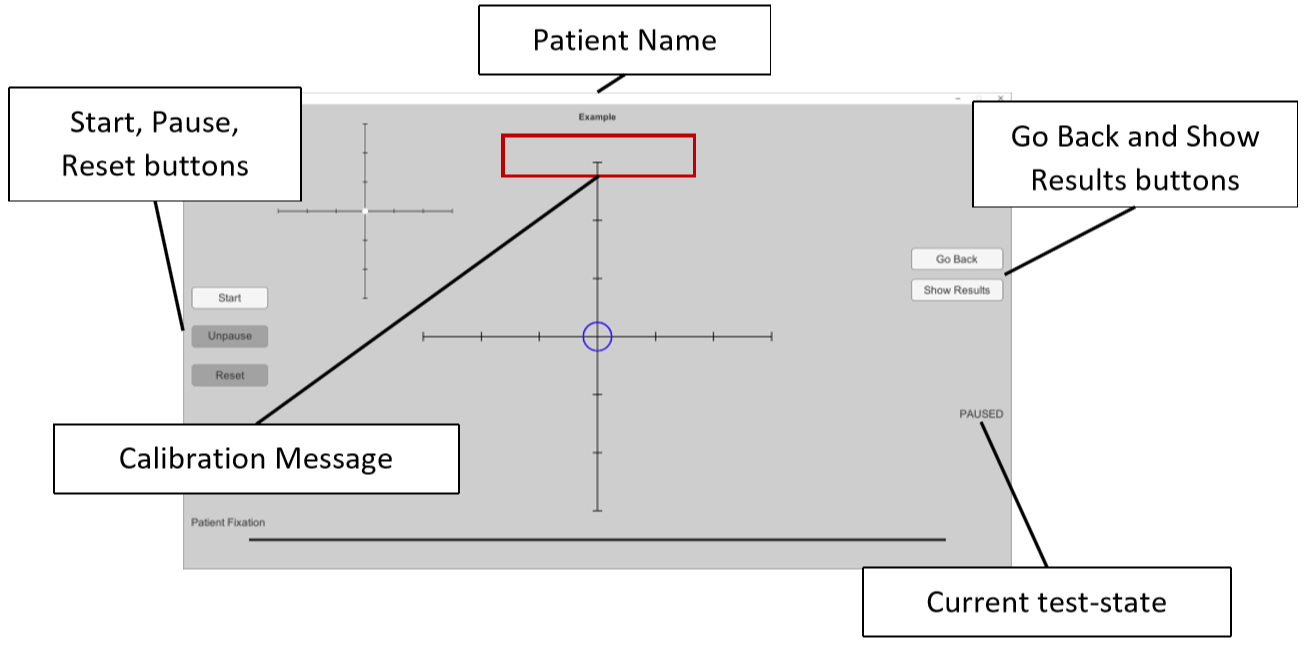 Patient Name
Start, Pause,
Reset buttons
Example
Go Back and Show
Results buttons
Go Back
Show Results
Start
Unpause
Reset
PAUSED
Calibration Message
Patient Fixation
Current test-state